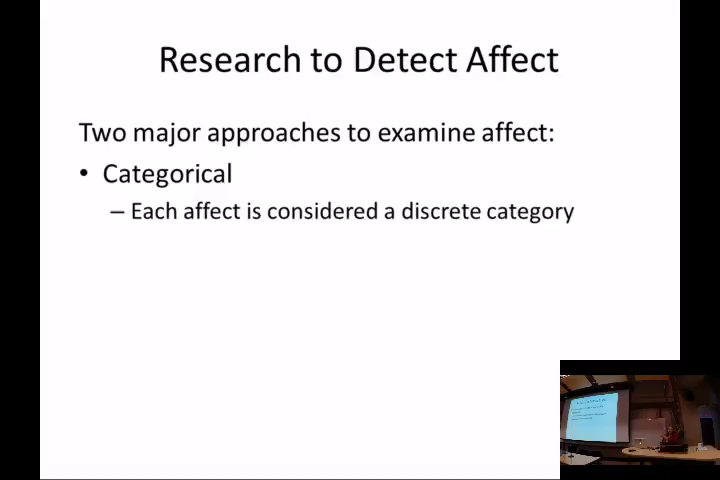 Research to Detect Affect
Two major approaches to examine affect:
• Categorical
– Each affect is considered a discrete category